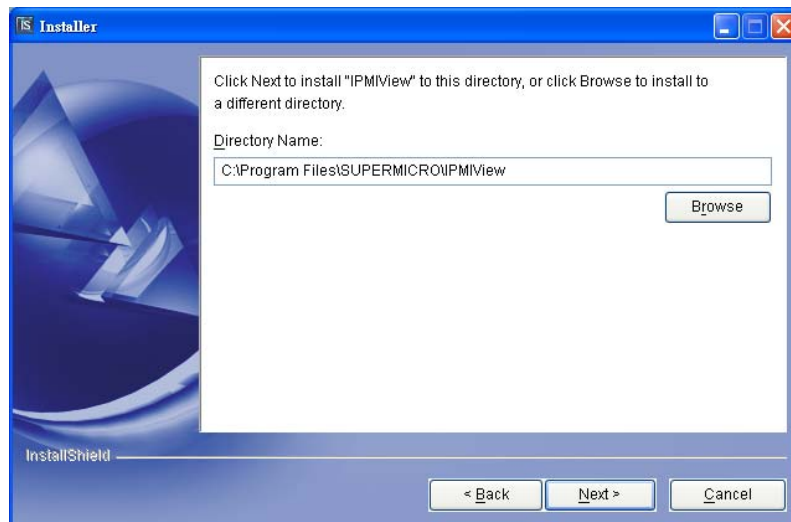 Installer
Click Next to install "IPMIView" to this directory, or click Browse to install to
a different directory.
Directory Name:
C:\Program Files\SUPERMICRO\IPMIView
Browse
InstallShield
< Back
Next >
Cancel